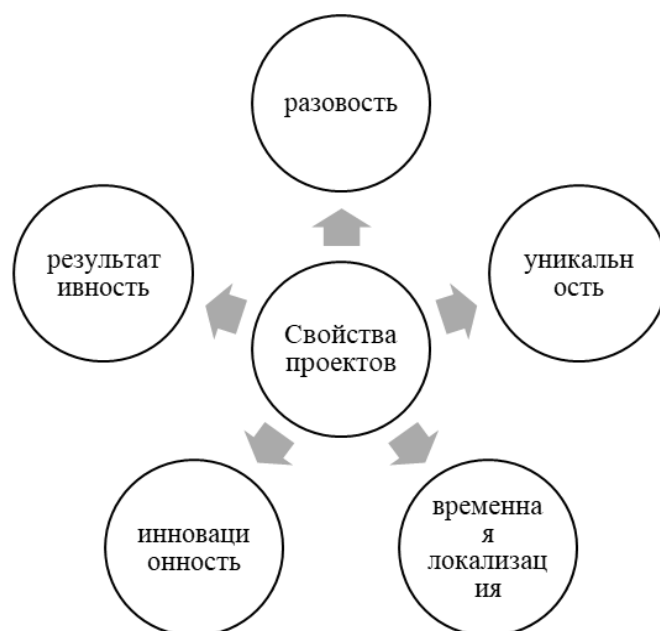 разовость
результат
ивность
уникальн
ость
Свойства
проектов
инноваци
онность
временна
я
локализац
ия